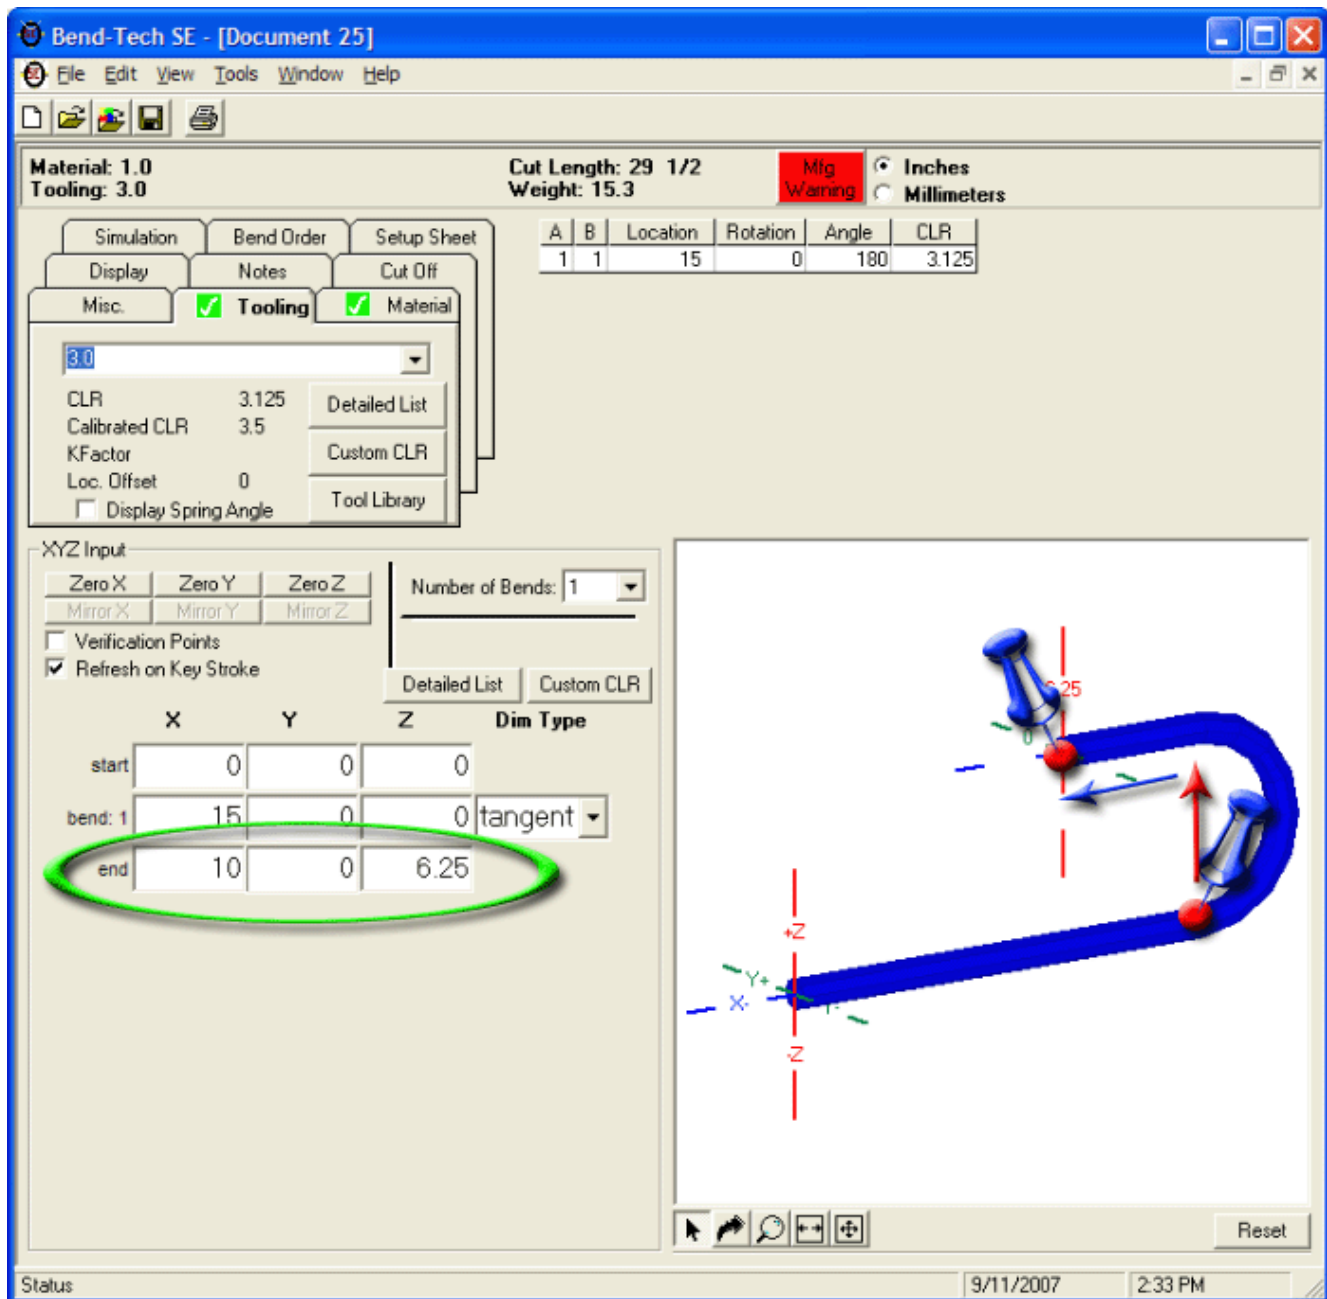 Bend-Tech SE - [Document 25]
File Edit View Tools Window Help
Material: 1.0
Tooling: 3.0
Cut Length: 29 1/2
Weight: 15.3
Mfg
Warning
Inches
Millimeters
Simulation Bend Order Setup Sheet
Display Notes Cut Off
Misc. Tooling Material
A B Location Rotation Angle CLR
1 1 15 0 180 3.125
3.0
CLR 3.125
Calibrated CLR 3.5
KFactor
Loc. Offset 0
Display Spring Angle
Detailed List
Custom CLR
Tool Library
XYZ Input
Zero X Zero Y Zero Z
Mirror X Mirror Y Mirror Z
Verification Points
Refresh on Key Stroke
Number of Bends: 1
Detailed List Custom CLR
X Y Z Dim Type
start 0 0 0
bend: 1 15 0 0 tangent
end 10 0 6.25
6.25
0
+Z
Y+
X-
Y-
-Z
Reset
Status 9/11/2007 2:33 PM